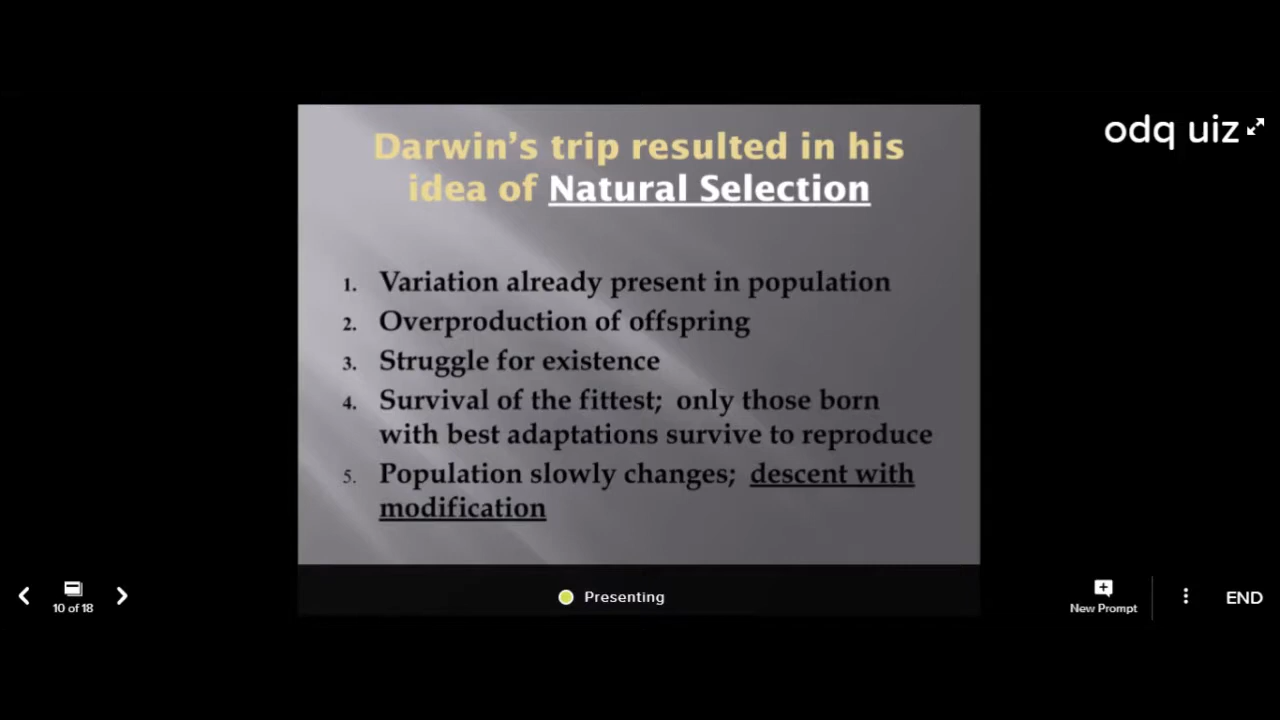 Darwin's trip resulted in his
idea of Natural Selection
odq uiz
1. Variation already present in population
2. Overproduction of offspring
3. Struggle for existence
4. Survival of the fittest; only those born
with best adaptations survive to reproduce
5. Population slowly changes; descent with
modification
10 of 18
Presenting
New Prompt
END